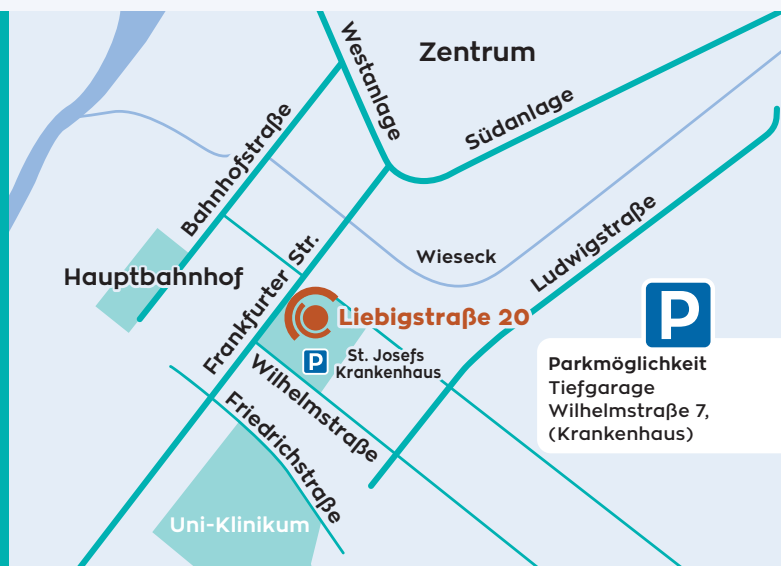 Zentrum
Westanlage
Südanlage
Bahnhofstraße
Wieseck
Ludwigstraße
Hauptbahnhof
Frankfurter Str.
Liebigstraße 20
P
P
St. Josefs
Krankenhaus
Parkmöglichkeit
Tiefgarage
Wilhelmstraße 7,
(Krankenhaus)
Wilhelmstraße
Friedrichstraße
Uni-Klinikum